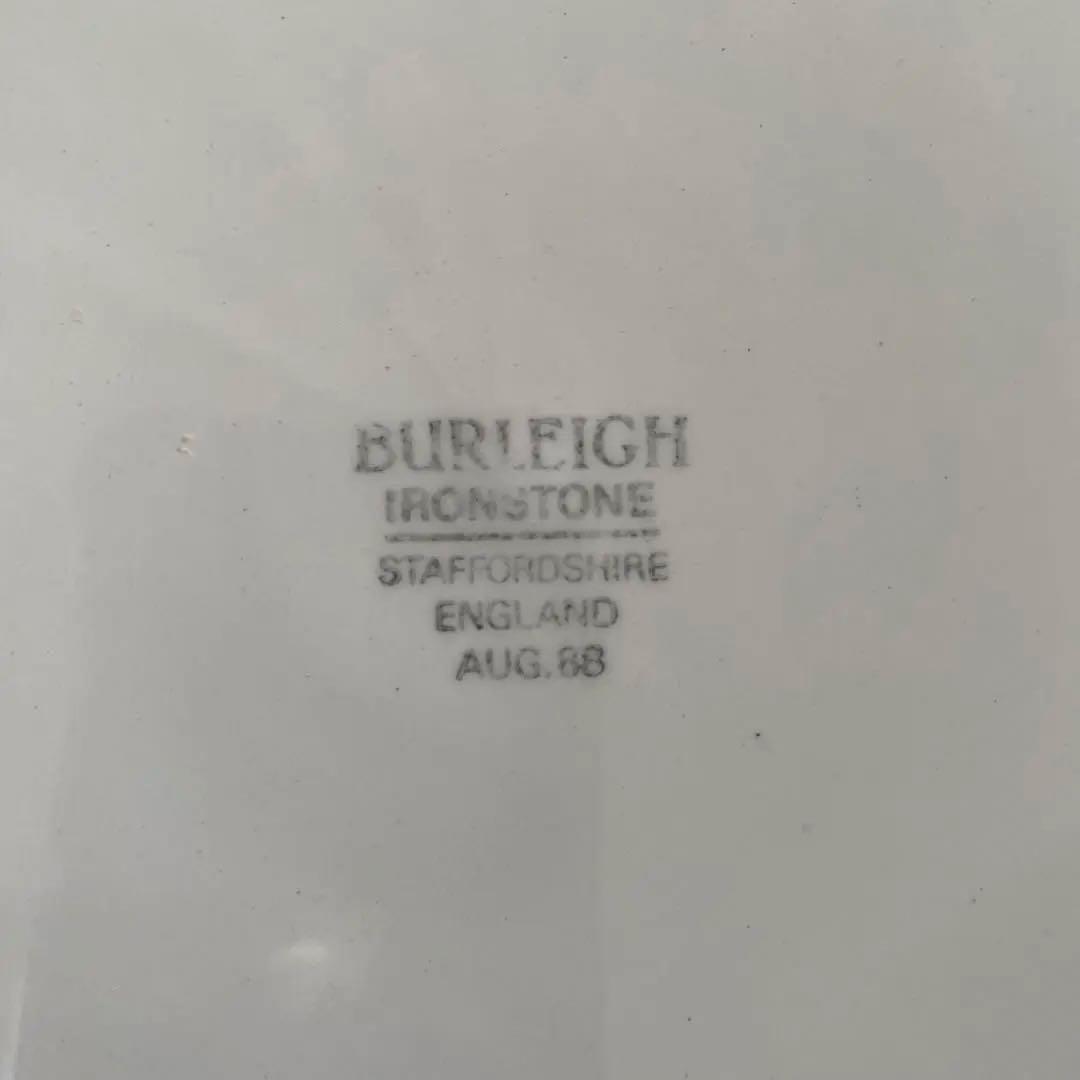 BURLEIGH
IRONSTONE
STAFFORDSHIRE
ENGLAND
AUG. 88